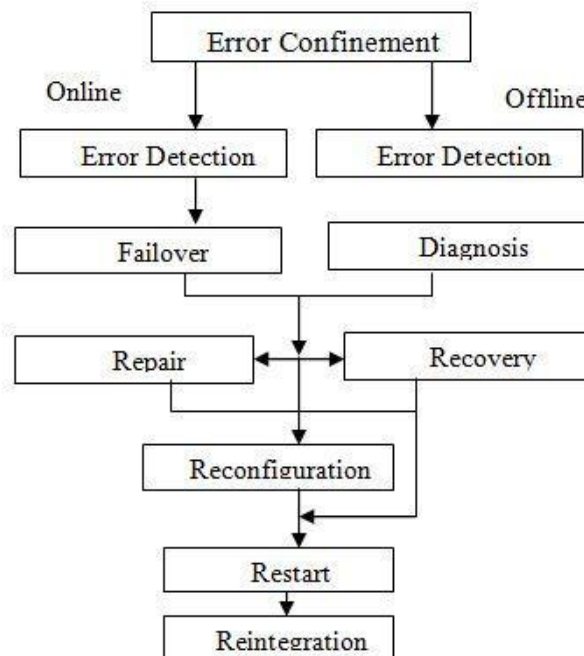 Error Confinement
Online
Offline
Error Detection
Error Detection
Failover
Diagnosis
Repair
Recovery
Reconfiguration
Restart
Reintegration